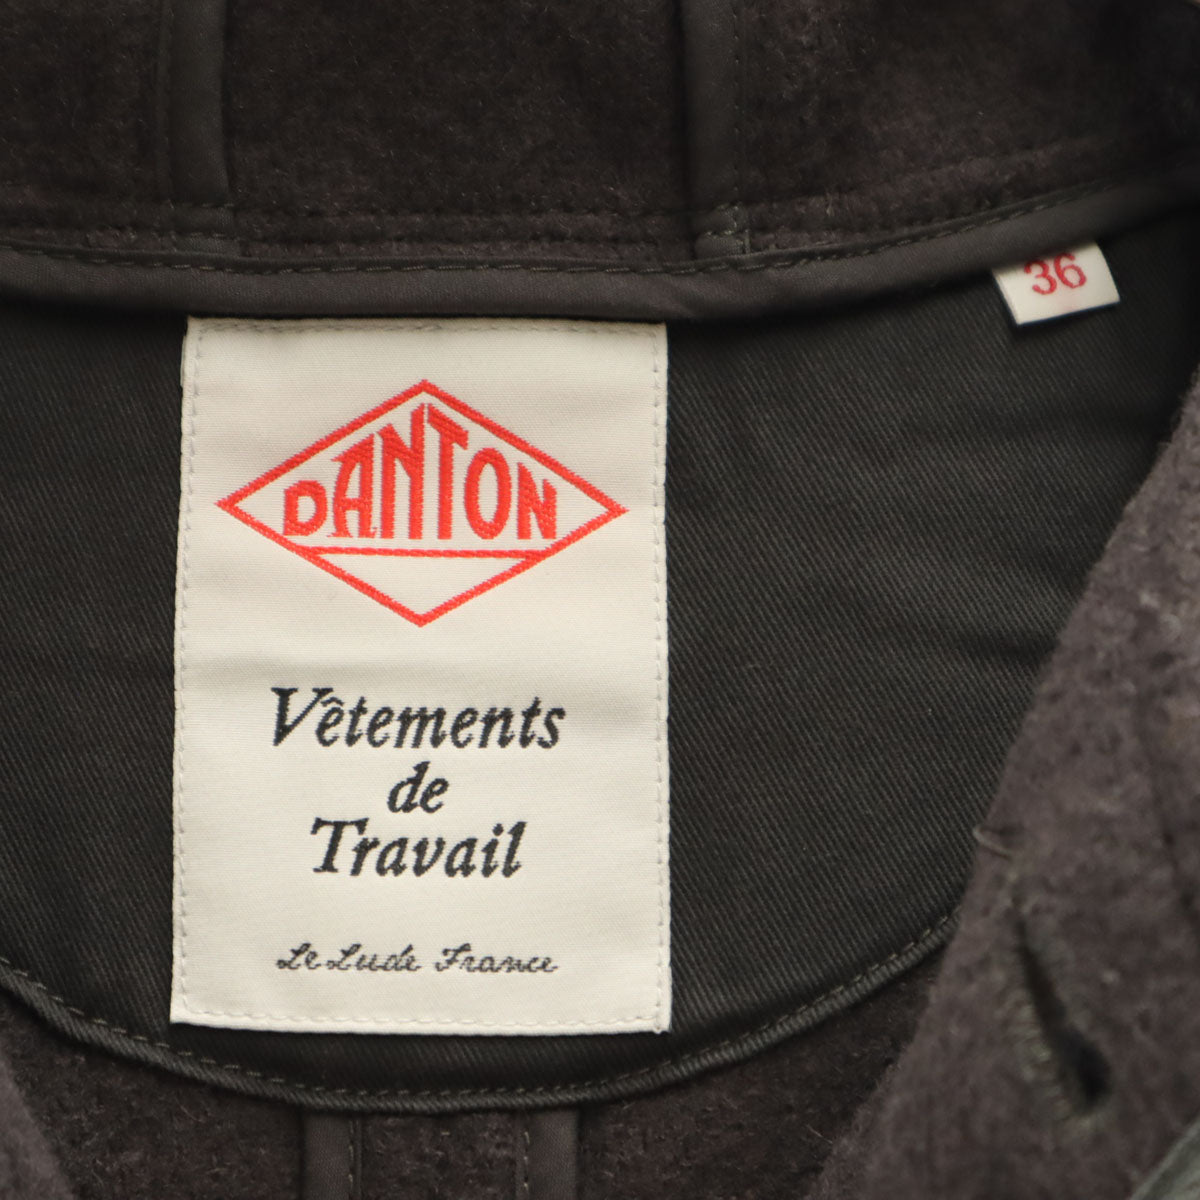 36
DANTON
Vêtements
de
Travail
Le Lude France